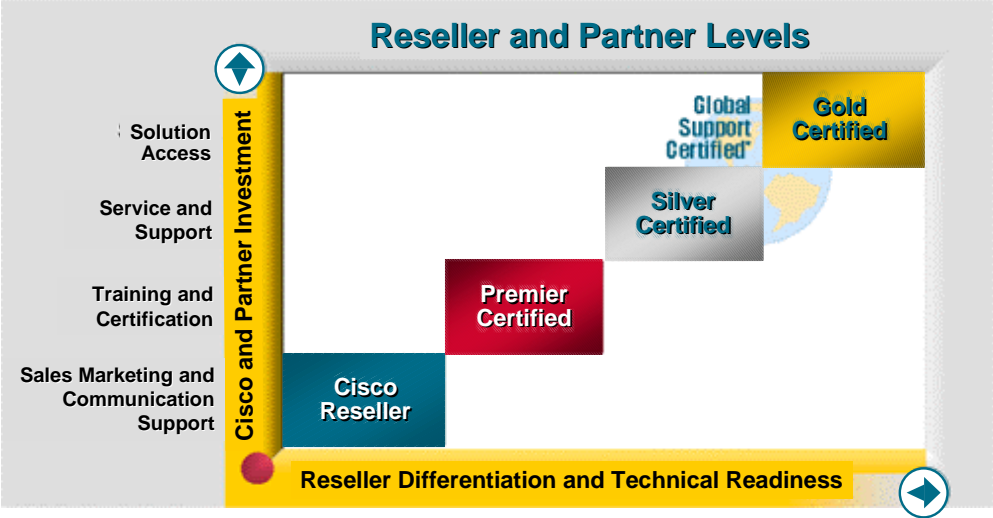 Reseller and Partner Levels
Solution
Access
Service and
Support
Training and
Certification
Sales Marketing and
Communication
Support
Cisco and Partner Investment
Global
Support
Certified*
Gold
Certified
Silver
Certified
Premier
Certified
Cisco
Reseller
Reseller Differentiation and Technical Readiness